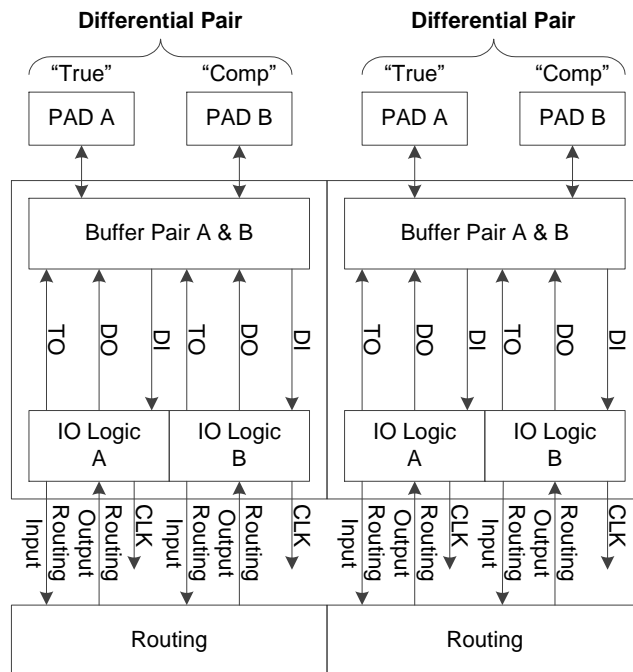 Differential Pair
Differential Pair
“True”
“Comp”
“True”
“Comp”
PAD A
PAD B
PAD A
PAD B
Buffer Pair A & B
Buffer Pair A & B
TO
DO
DI
TO
DO
DI
TO
DO
DI
TO
DO
DI
IO Logic
A
IO Logic
B
IO Logic
A
IO Logic
B
Routing
Input
Routing
Output
CLK
Routing
Input
Routing
Output
CLK
Routing
Input
Routing
Output
CLK
Routing
Input
Routing
Output
CLK
Routing
Routing